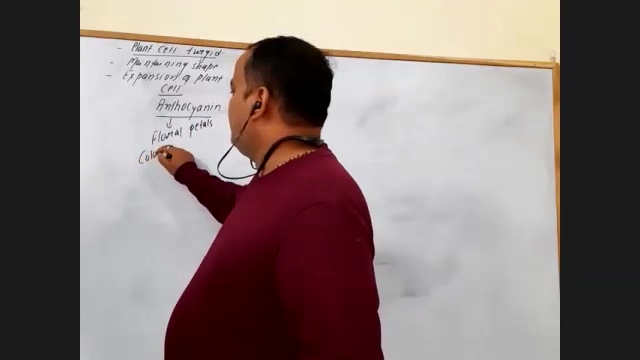 - Plant cell turgid
- Maintaining shape
- Expansion of plant
cell
Anthocyanin
↓
Floral petals
Colo